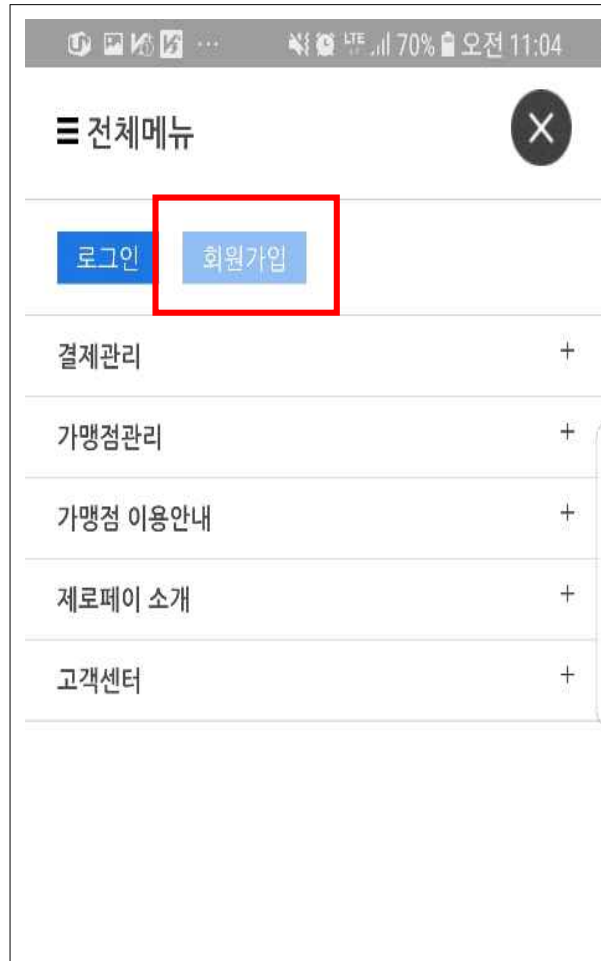 LTE 70% 오전 11:04
전체메뉴
로그인 회원가입
결제관리 +
가맹점관리 +
가맹점 이용안내 +
제로페이 소개 +
고객센터 +